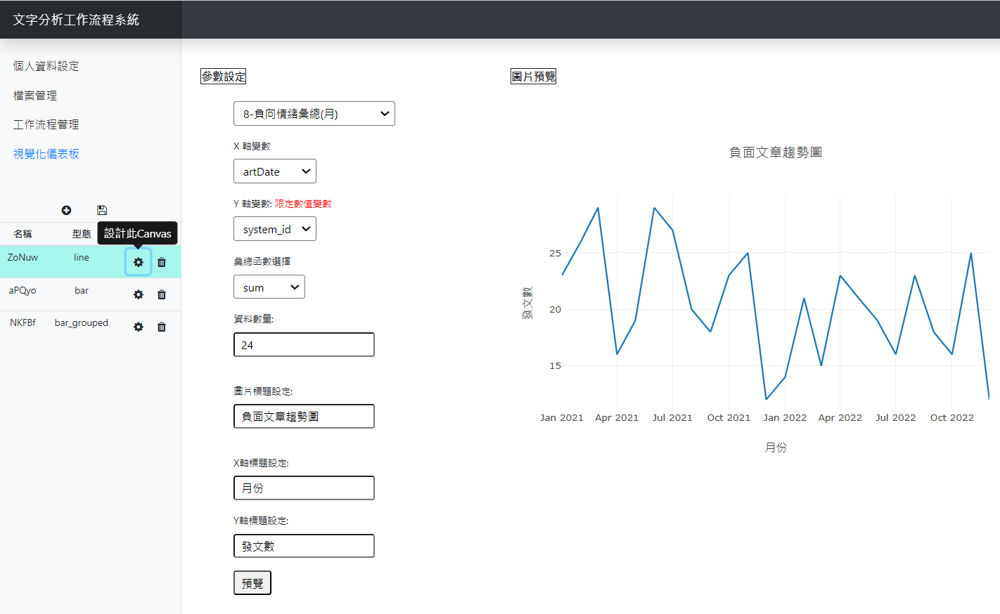 文字分析工作流程系統
個人資料設定
檔案管理
工作流程管理
視覺化儀表板
名稱 型態 設計此Canvas
ZoNuw line
aPQyo bar
NKFBf bar_grouped
參數設定
8-負向情緒彙總(月)
X 軸變數
artDate
Y 軸變數: 限定數值變數
system_id
彙總函數選擇
sum
資料數量:
24
圖片標題設定:
負面文章趨勢圖
X軸標題設定:
月份
Y軸標題設定:
發文數
預覽
圖片預覽
負面文章趨勢圖
發文數
25
20
15
Jan 2021 Apr 2021 Jul 2021 Oct 2021 Jan 2022 Apr 2022 Jul 2022 Oct 2022
月份